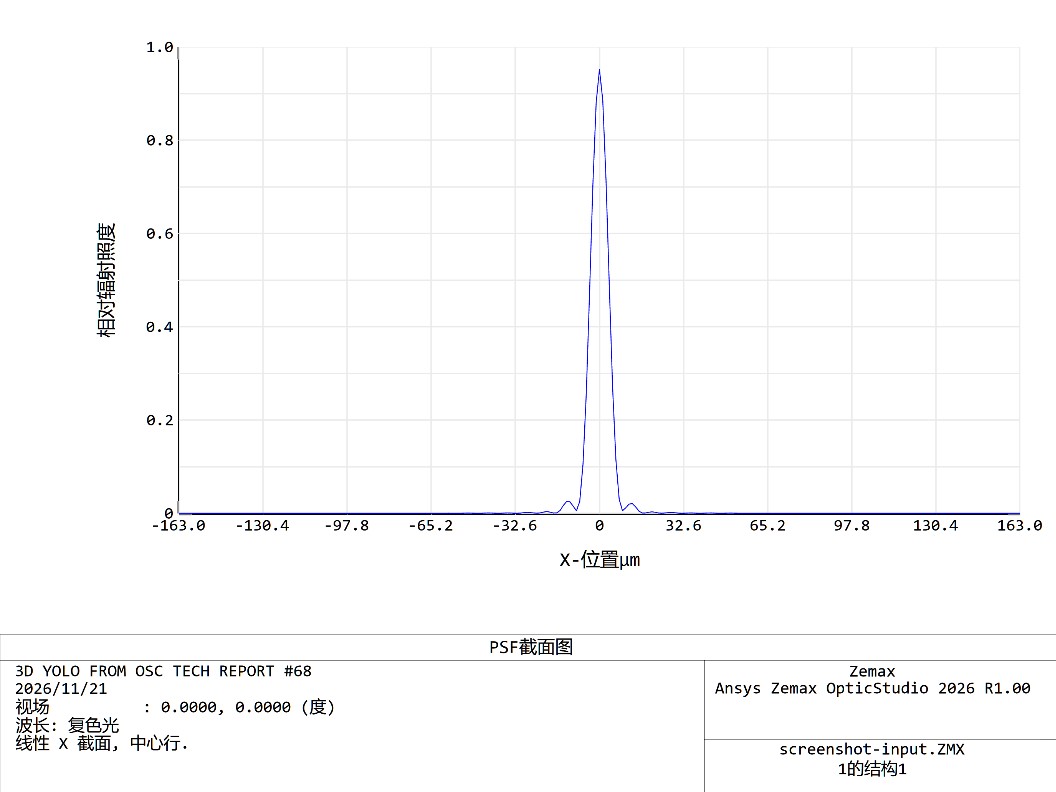 1.0
0.8
0.6
0.4
0.2
0
相对辐射照度
-163.0 -130.4 -97.8 -65.2 -32.6 0 32.6 65.2 97.8 130.4 163.0
X-位置µm
PSF截面图
3D YOLO FROM OSC TECH REPORT #68
2026/11/21
视场 : 0.0000, 0.0000 (度)
波长: 复色光
线性 X 截面, 中心行.
Zemax
Ansys Zemax OpticStudio 2026 R1.00
screenshot-input.ZMX
1的结构1